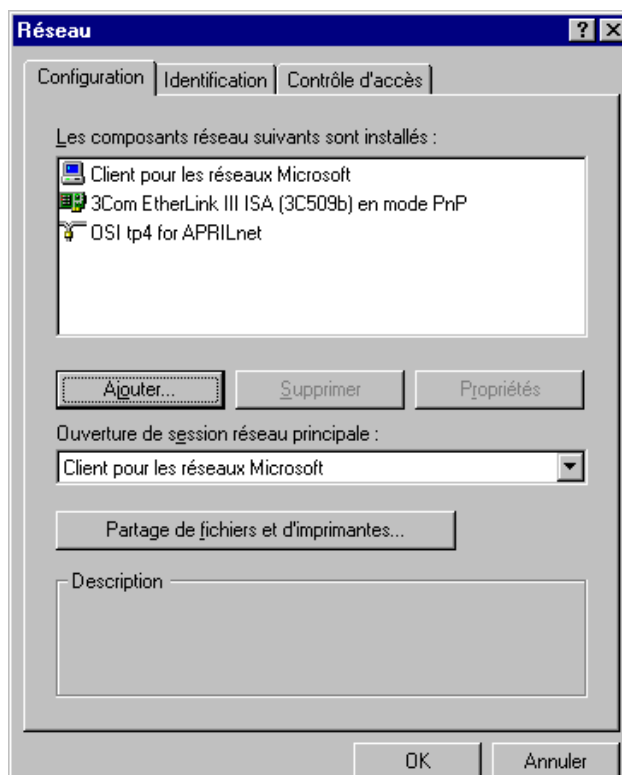 Réseau
Configuration Identification Contrôle d'accès
Les composants réseau suivants sont installés :
Client pour les réseaux Microsoft
3Com EtherLink III ISA (3C509b) en mode PnP
OSI tp4 for APRILnet
Ajouter... Supprimer Propriétés
Ouverture de session réseau principale :
Client pour les réseaux Microsoft
Partage de fichiers et d'imprimantes...
Description
OK Annuler